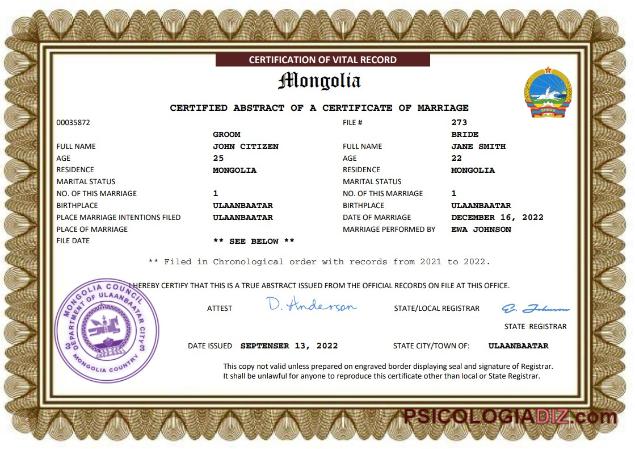 CERTIFICATION OF VITAL RECORD
Mongolia
CERTIFIED ABSTRACT OF A CERTIFICATE OF MARRIAGE
00035872 FILE # 273
GROOM BRIDE
FULL NAME JOHN CITIZEN FULL NAME JANE SMITH
AGE 25 AGE 22
RESIDENCE MONGOLIA RESIDENCE MONGOLIA
MARITAL STATUS MARITAL STATUS
NO. OF THIS MARRIAGE 1 NO. OF THIS MARRIAGE 1
BIRTHPLACE ULAANBAATAR BIRTHPLACE ULAANBAATAR
PLACE MARRIAGE INTENTIONS FILED ULAANBAATAR DATE OF MARRIAGE DECEMBER 16, 2022
PLACE OF MARRIAGE MARRIAGE PERFORMED BY EWA JOHNSON
FILE DATE ** SEE BELOW **
** Filed in Chronological order with records from 2021 to 2022.
I HEREBY CERTIFY THAT THIS IS A TRUE ABSTRACT ISSUED FROM THE OFFICIAL RECORDS ON FILE AT THIS OFFICE.
MONGOLIA COUNCIL
DEPARTMENT OF ULAANBAATAR CITY
MONGOLIA COUNTRY
ATTEST D. Anderson STATE/LOCAL REGISTRAR
STATE REGISTRAR
DATE ISSUED SEPTENSER 13, 2022 STATE CITY/TOWN OF: ULAANBAATAR
This copy not valid unless prepared on engraved border displaying seal and signature of Registrar.
It shall be unlawful for anyone to reproduce this certificate other than local or State Registrar.
PSICOLOGIADIZ.com